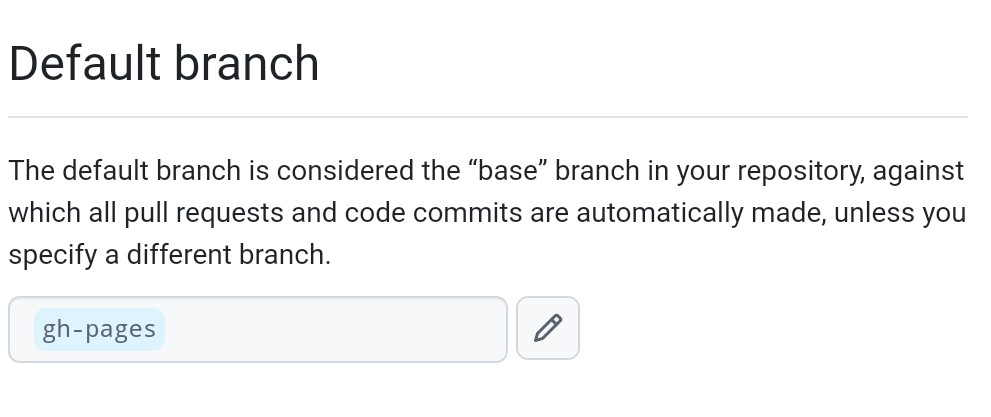 Default branch
The default branch is considered the “base” branch in your repository, against
which all pull requests and code commits are automatically made, unless you
specify a different branch.
gh-pages